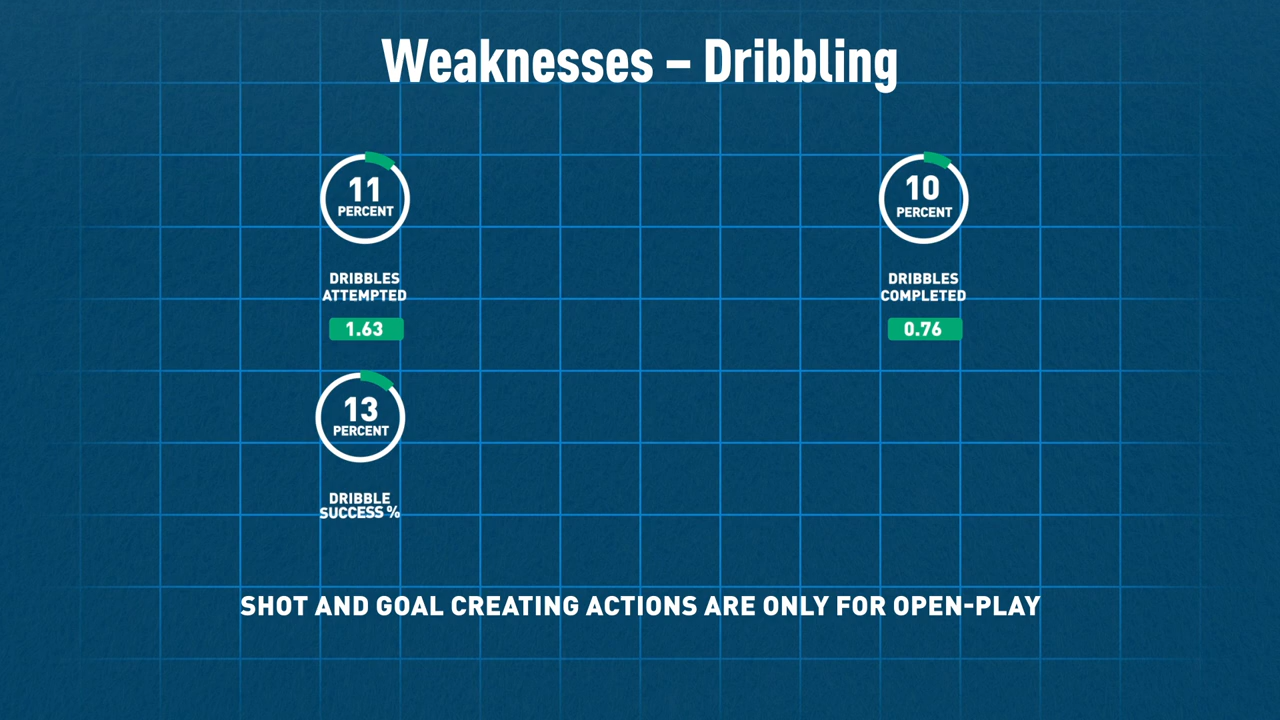 Weaknesses – Dribbling
11
PERCENT
DRIBBLES
ATTEMPTED
1.63
10
PERCENT
DRIBBLES
COMPLETED
0.76
13
PERCENT
DRIBBLE
SUCCESS %
SHOT AND GOAL CREATING ACTIONS ARE ONLY FOR OPEN-PLAY